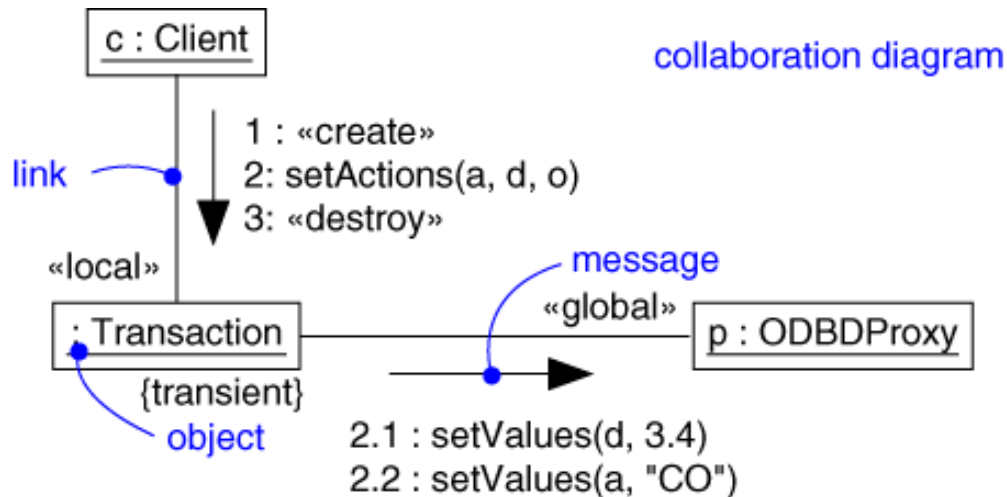 c : Client
collaboration diagram
1 : «create»
link
2: setActions(a, d, o)
3: «destroy»
«local»
message
«global»
: Transaction
p : ODBDProxy
{transient}
object
2.1 : setValues(d, 3.4)
2.2 : setValues(a, "CO")